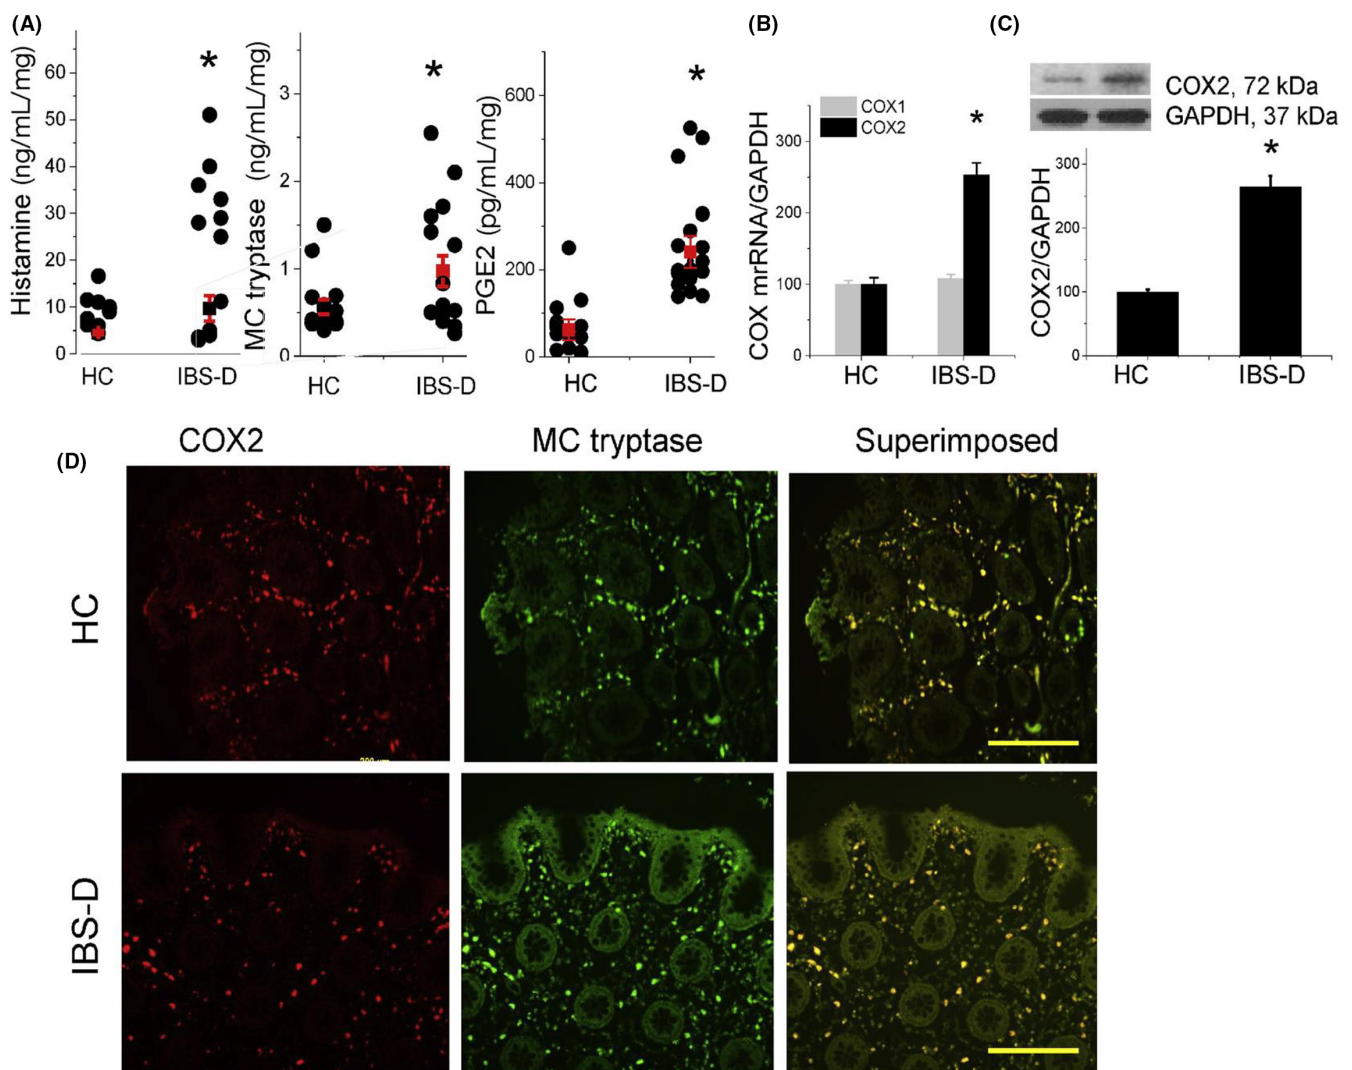 (A)
Histamine (ng/mL/mg)
60
50
40
30
20
10
0
*
HC
IBS-D
MC tryptase (ng/mL/mg)
3
2
1
0
*
HC
IBS-D
PGE2 (pg/mL/mg)
600
400
200
0
*
HC
IBS-D
(B)
COX mrRNA/GAPDH
COX1
COX2
300
200
100
0
*
HC
IBS-D
(C)
COX2, 72 kDa
GAPDH, 37 kDa
COX2/GAPDH
300
200
100
0
*
HC
IBS-D
(D)
COX2
MC tryptase
Superimposed
HC
IBS-D